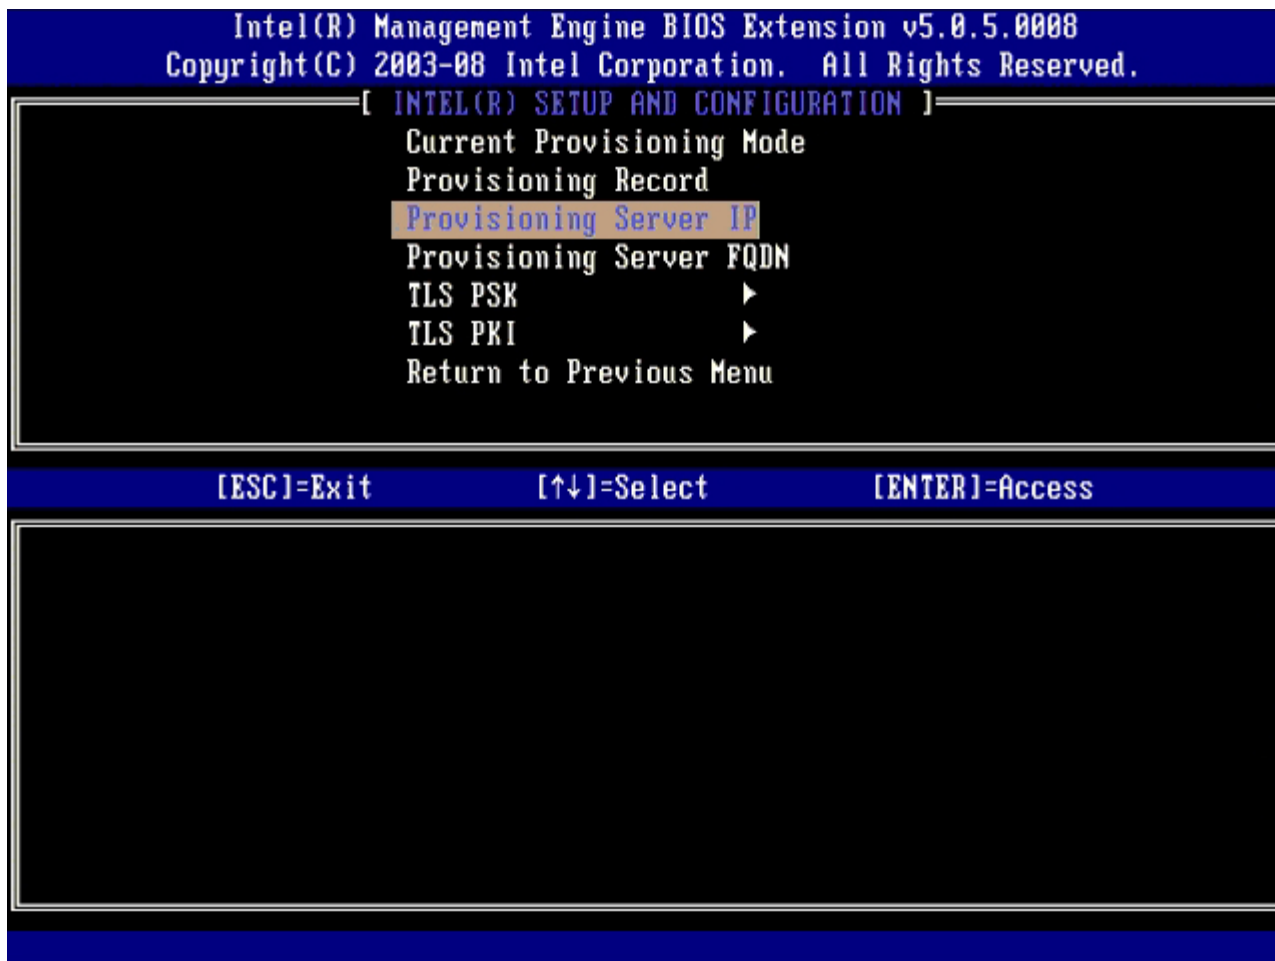 Intel(R) Management Engine BIOS Extension v5.0.5.0008
Copyright(C) 2003-08 Intel Corporation. All Rights Reserved.
[ INTEL(R) SETUP AND CONFIGURATION ]
Current Provisioning Mode
Provisioning Record
Provisioning Server IP
Provisioning Server FQDN
TLS PSK ►
TLS PKI ►
Return to Previous Menu
[ESC]=Exit [↑↓]=Select [ENTER]=Access